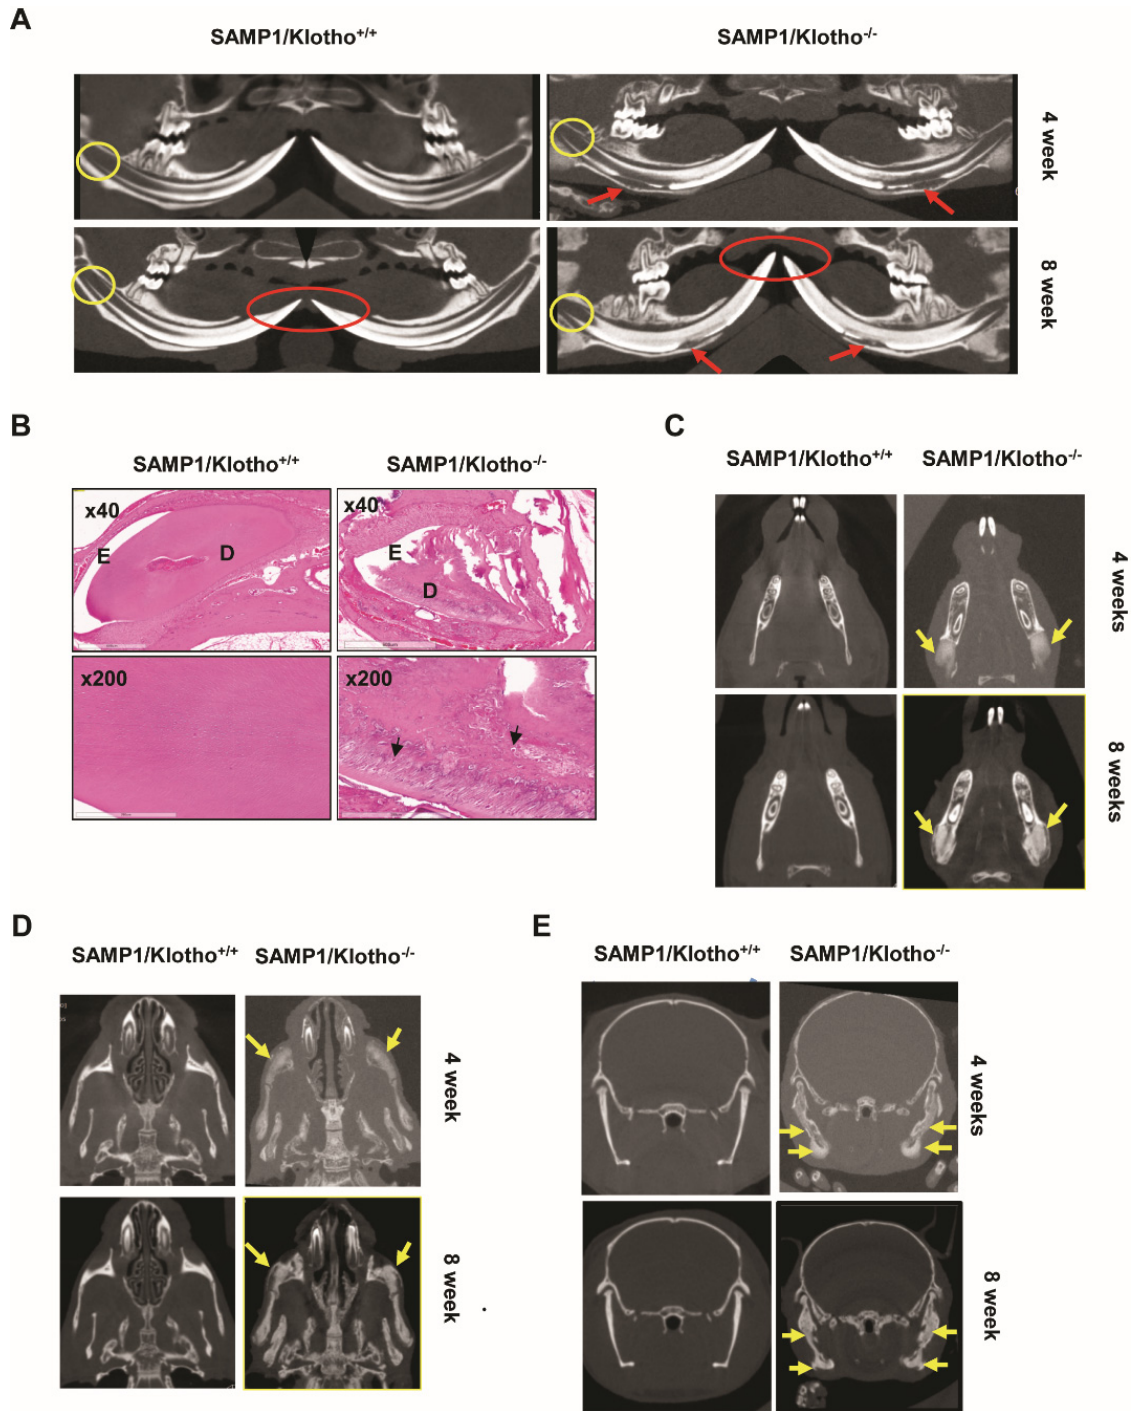 A
SAMP1/Klotho+/+
SAMP1/Klotho-/-
4 week
8 week
B
SAMP1/Klotho+/+
SAMP1/Klotho-/-
x40
E
D
x40
E
D
x200
x200
C
SAMP1/Klotho+/+
SAMP1/Klotho-/-
4 weeks
8 weeks
D
SAMP1/Klotho+/+
SAMP1/Klotho-/-
4 week
8 week
E
SAMP1/Klotho+/+
SAMP1/Klotho-/-
4 weeks
8 week